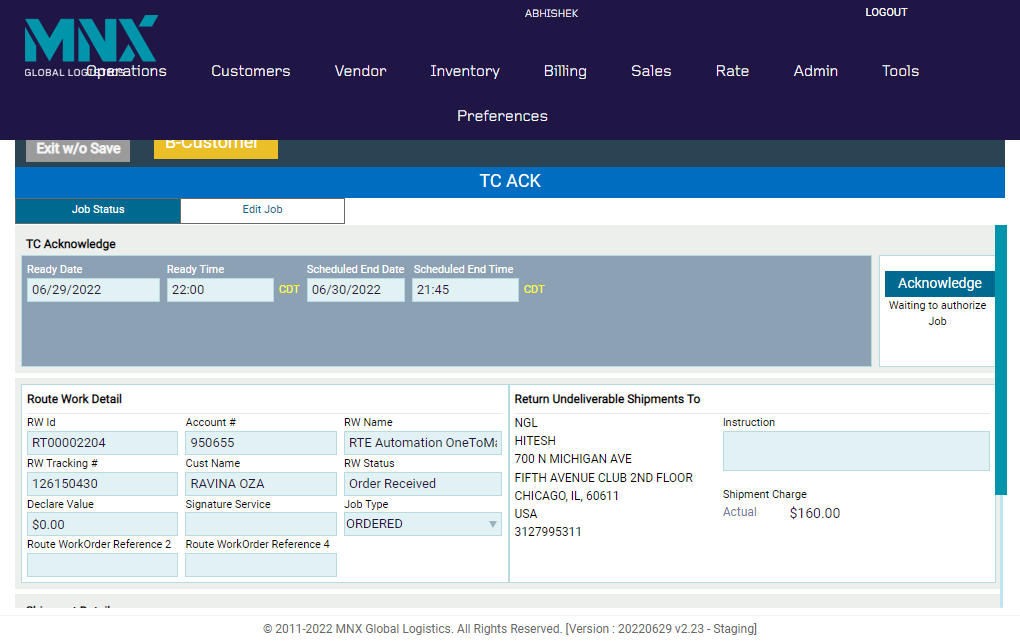 ABHISHEK
LOGOUT
MNX
GLOBAL LOGISTICS
Operations Customers Vendor Inventory Billing Sales Rate Admin Tools
Preferences
Exit w/o Save B-Customer
TC ACK
Job Status Edit Job
TC Acknowledge
Ready Date Ready Time Scheduled End Date Scheduled End Time
06/29/2022 22:00 CDT 06/30/2022 21:45 CDT
Acknowledge
Waiting to authorize
Job
Route Work Detail
RW Id Account # RW Name
RT00002204 950655 RTE Automation OneToMa
RW Tracking # Cust Name RW Status
126150430 RAVINA OZA Order Received
Declare Value Signature Service Job Type
$0.00 ORDERED
Route WorkOrder Reference 2 Route WorkOrder Reference 4
Return Undeliverable Shipments To
NGL
HITESH
700 N MICHIGAN AVE
FIFTH AVENUE CLUB 2ND FLOOR
CHICAGO, IL, 60611
USA
3127995311
Instruction
Shipment Charge
Actual $160.00
Shipment Detail
© 2011-2022 MNX Global Logistics. All Rights Reserved. [Version : 20220629 v2.23 - Staging]